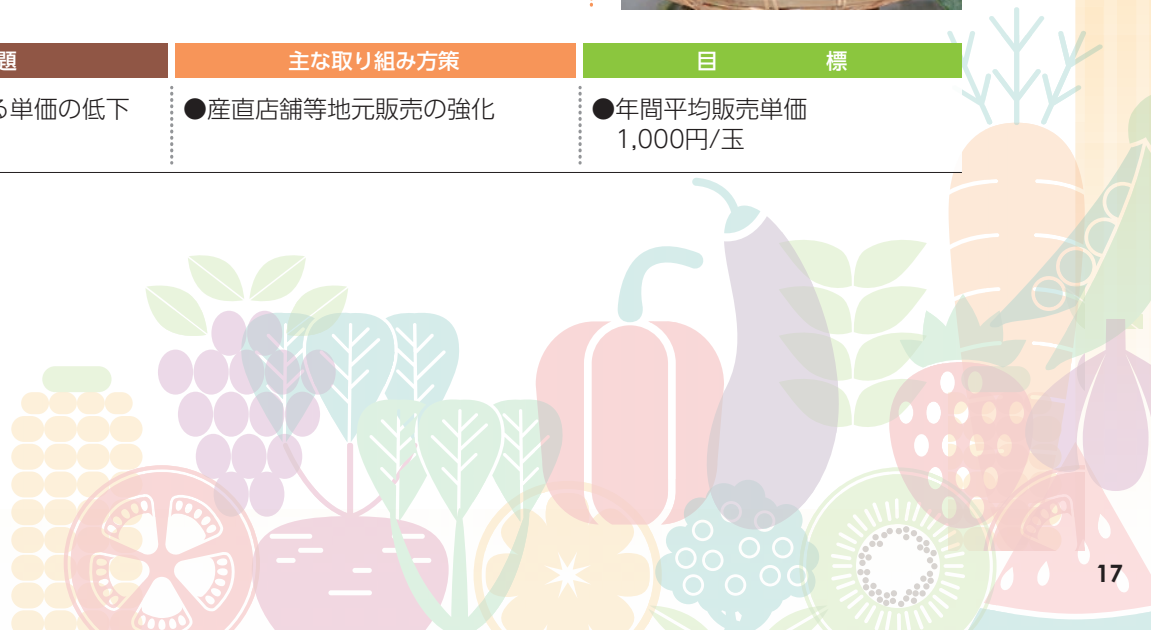 題
主な取り組み方策
目標
る単価の低下
●産直店舗等地元販売の強化
●年間平均販売単価
1,000円/玉
17